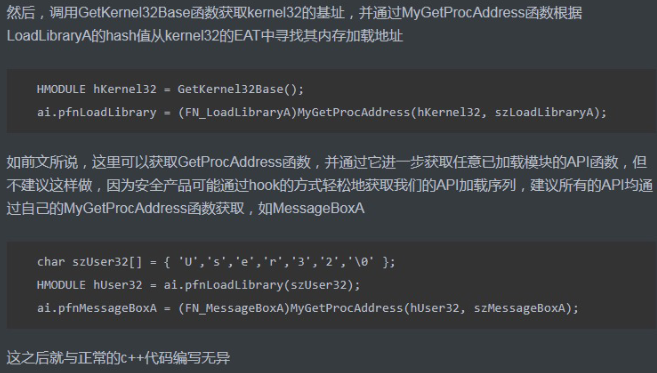 然后，调用GetKernel32Base函数获取kernel32的基址，并通过MyGetProcAddress函数根据
LoadLibraryA的hash值从kernel32的EAT中寻找其内存加载地址
HMODULE hKernel32 = GetKernel32Base();
ai.pfnLoadLibrary = (FN_LoadLibraryA)MyGetProcAddress(hKernel32, szLoadLibraryA);
如前文所说，这里可以获取GetProcAddress函数，并通过它进一步获取任意已加载模块的API函数，但
不建议这样做，因为安全产品可能通过hook的方式轻松地获取我们的API加载序列，建议所有的API均通
过自己的MyGetProcAddress函数获取，如MessageBoxA
char szUser32[] = { 'U','s','e','r','3','2','\0' };
HMODULE hUser32 = ai.pfnLoadLibrary(szUser32);
ai.pfnMessageBoxA = (FN_MessageBoxA)MyGetProcAddress(hUser32, szMessageBoxA);
这之后就与正常的c++代码编写无异